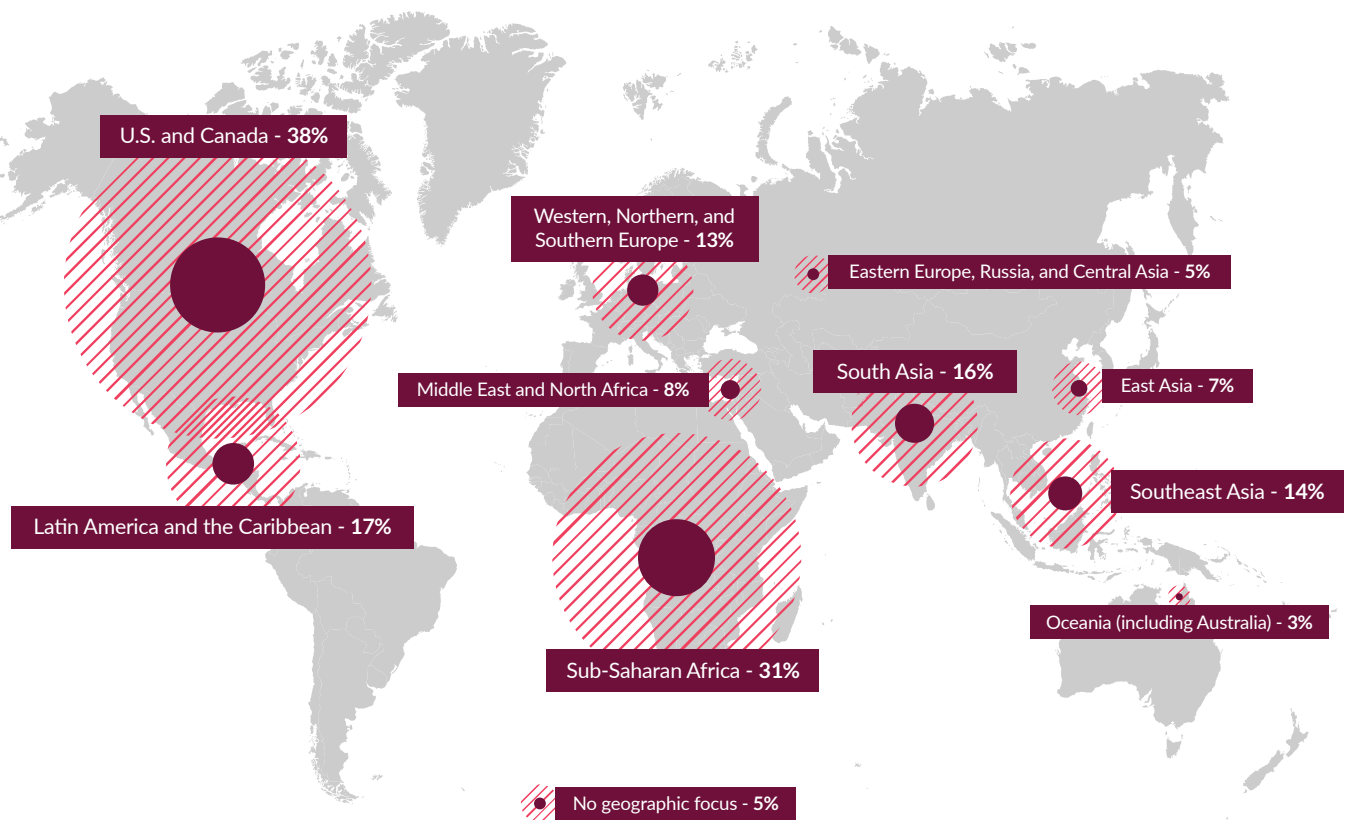 U.S. and Canada - 38%
Western, Northern, and
Southern Europe - 13%
Eastern Europe, Russia, and Central Asia - 5%
Middle East and North Africa - 8%
South Asia - 16%
East Asia - 7%
Southeast Asia - 14%
Latin America and the Caribbean - 17%
Oceania (including Australia) - 3%
Sub-Saharan Africa - 31%
No geographic focus - 5%